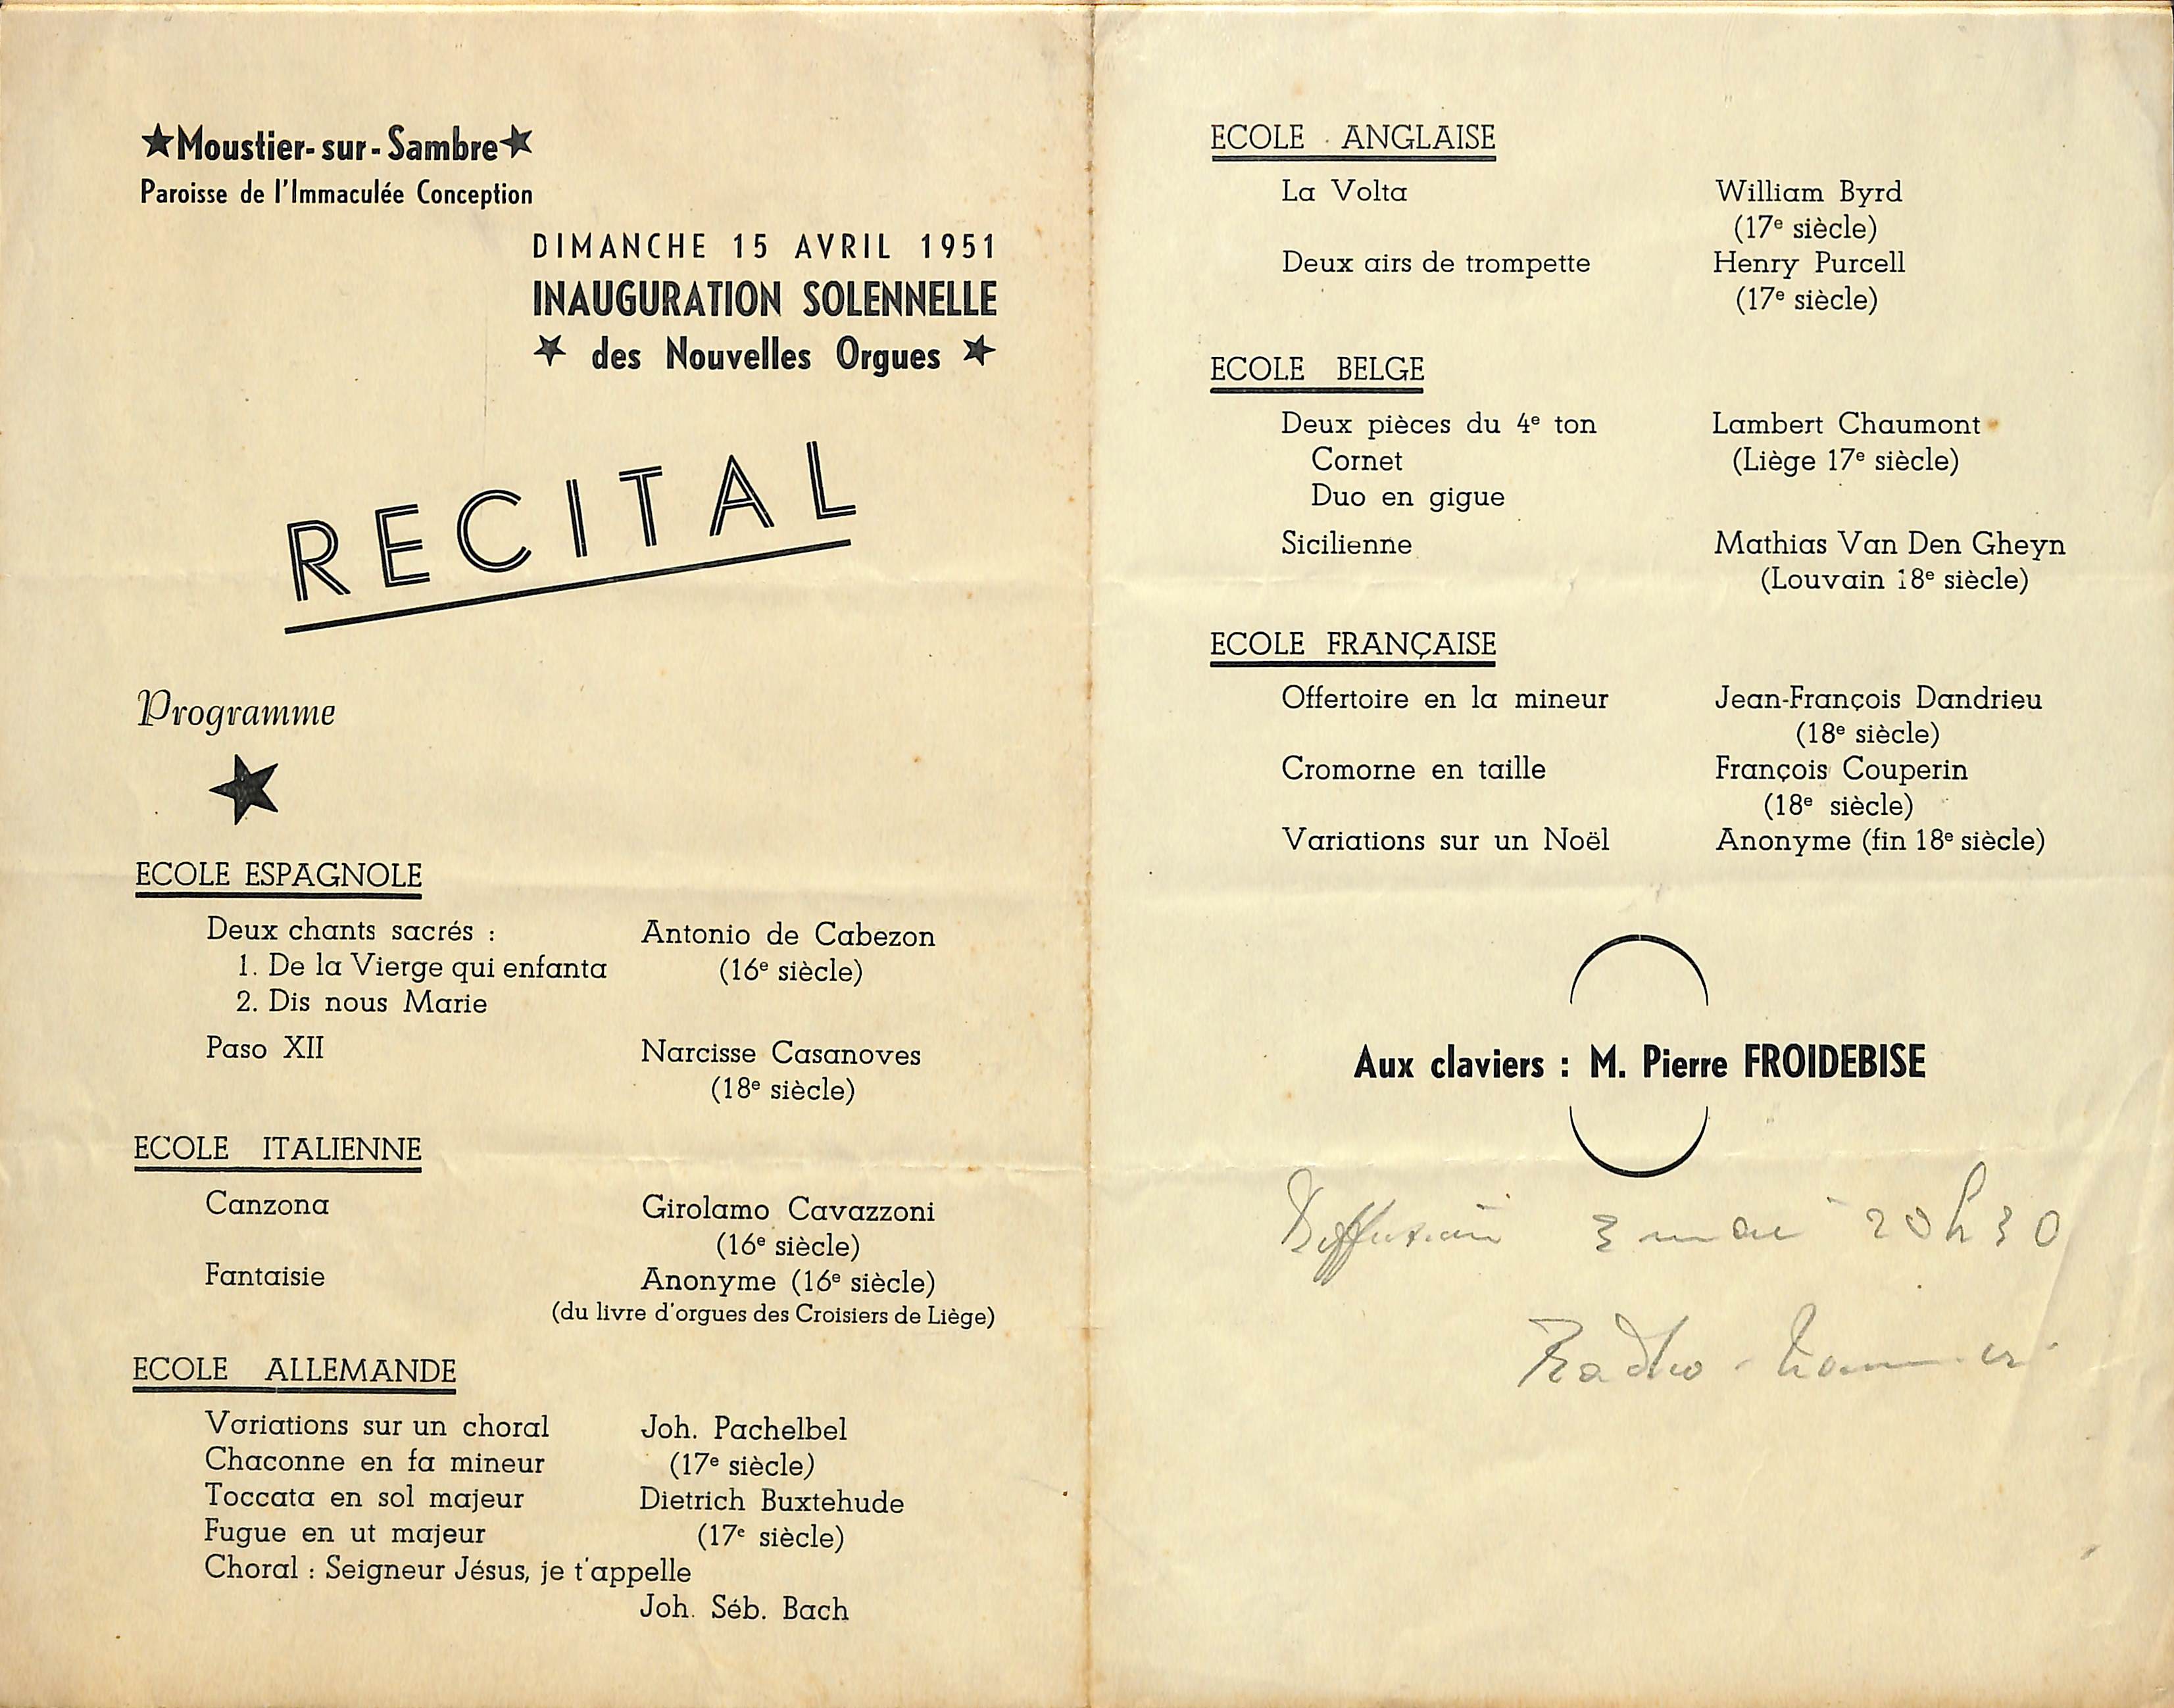 ★Moustier-sur-Sambre★
Paroisse de l'Immaculée Conception
DIMANCHE 15 AVRIL 1951
INAUGURATION SOLENNELLE
★ des Nouvelles Orgues ★
RECITAL
Programme
★
ECOLE ESPAGNOLE
Deux chants sacrés : Antonio de Cabezon
1. De la Vierge qui enfanta (16e siècle)
2. Dis nous Marie
Paso XII Narcisse Casanoves
(18e siècle)
ECOLE ITALIENNE
Canzona Girolamo Cavazzoni
(16e siècle)
Fantaisie Anonyme (16e siècle)
(du livre d'orgues des Croisiers de Liège)
ECOLE ALLEMANDE
Variations sur un choral Joh. Pachelbel
Chaconne en fa mineur (17e siècle)
Toccata en sol majeur Dietrich Buxtehude
Fugue en ut majeur (17e siècle)
Choral : Seigneur Jésus, je t'appelle
Joh. Séb. Bach
ECOLE ANGLAISE
La Volta William Byrd
(17e siècle)
Deux airs de trompette Henry Purcell
(17e siècle)
ECOLE BELGE
Deux pièces du 4e ton Lambert Chaumont
Cornet (Liège 17e siècle)
Duo en gigue
Sicilienne Mathias Van Den Gheyn
(Louvain 18e siècle)
ECOLE FRANÇAISE
Offertoire en la mineur Jean-François Dandrieu
(18e siècle)
Cromorne en taille François Couperin
(18e siècle)
Variations sur un Noël Anonyme (fin 18e siècle)
Aux claviers : M. Pierre FROIDEBISE
Diffusion 3 mai 20h30
Radio-